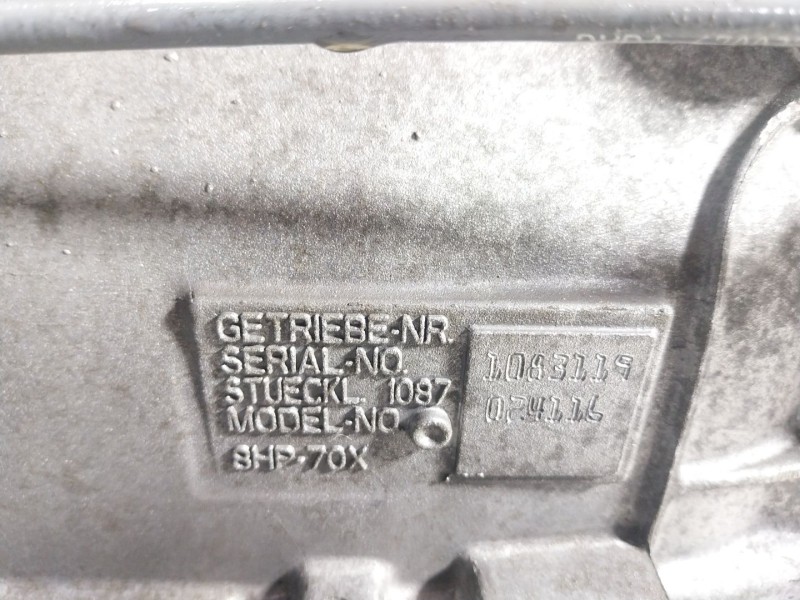 GETRIEBE-NR.
SERIAL-NO.
STUECKL. 1087
MODEL-NO
8HP-70X
1083119
074116